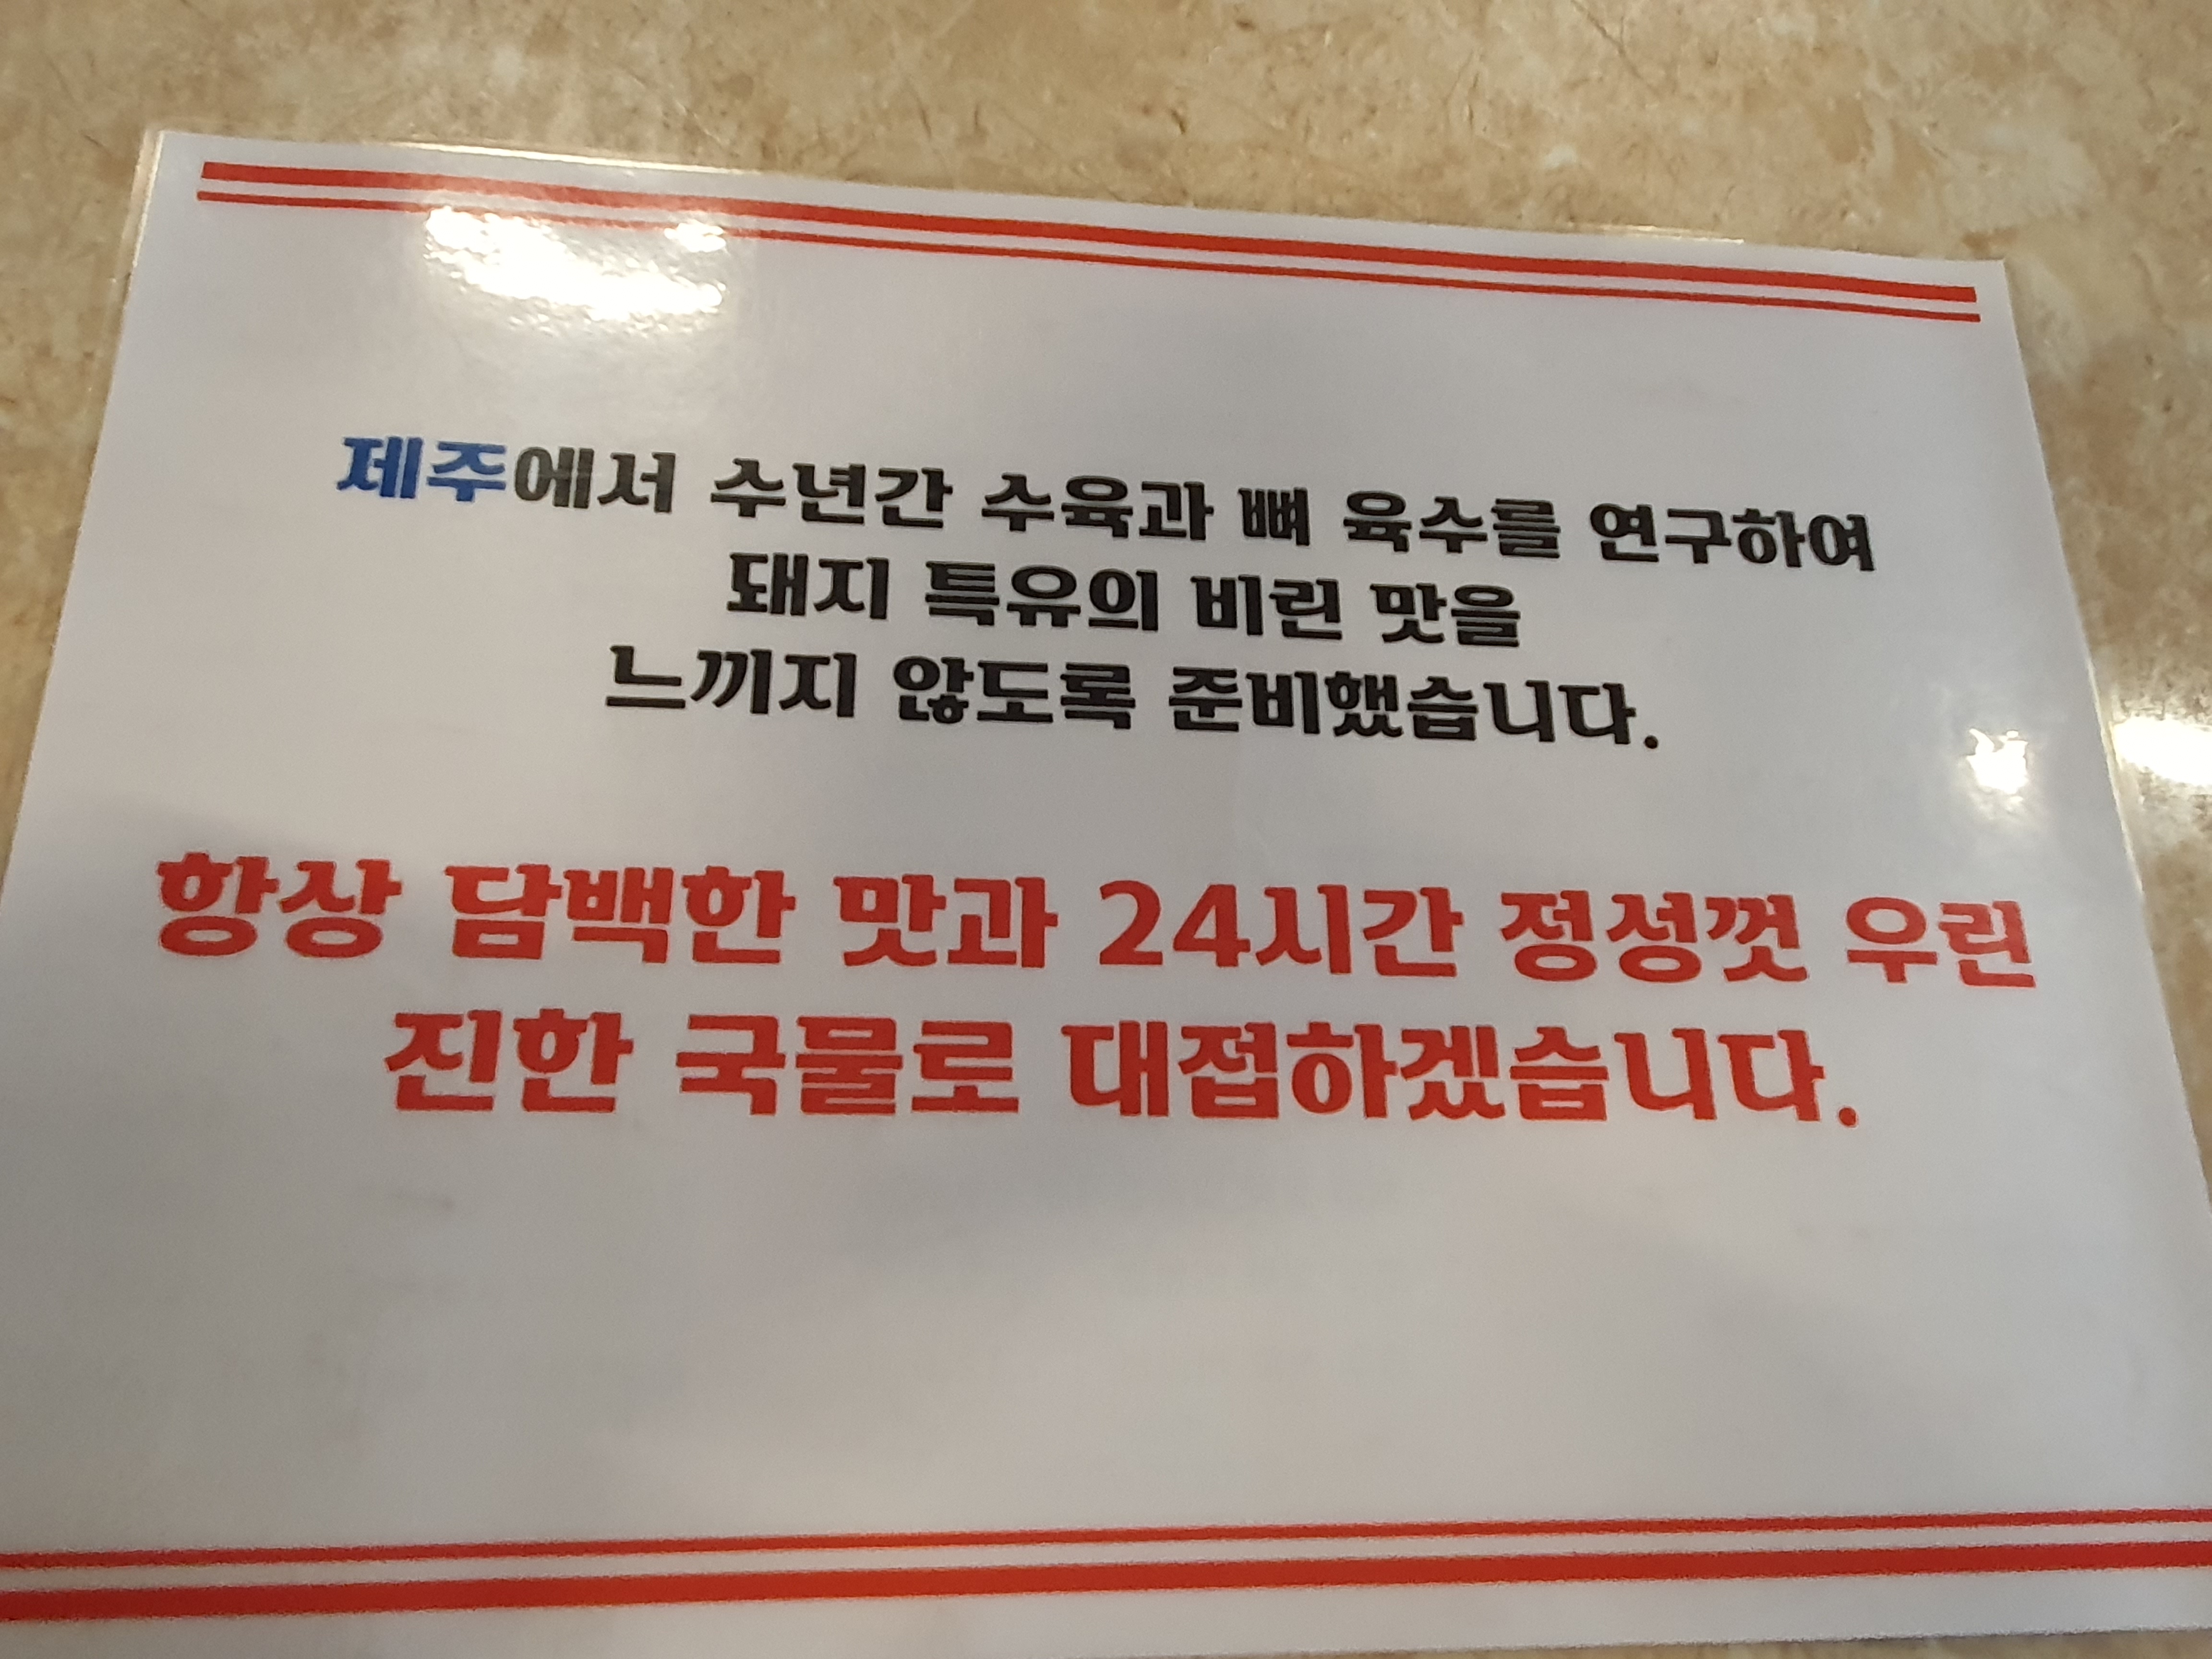 제주에서 수년간 수육과 뼈 육수를 연구하여
돼지 특유의 비린 맛을
느끼지 않도록 준비했습니다.
항상 담백한 맛과 24시간 정성껏 우린
진한 국물로 대접하겠습니다.